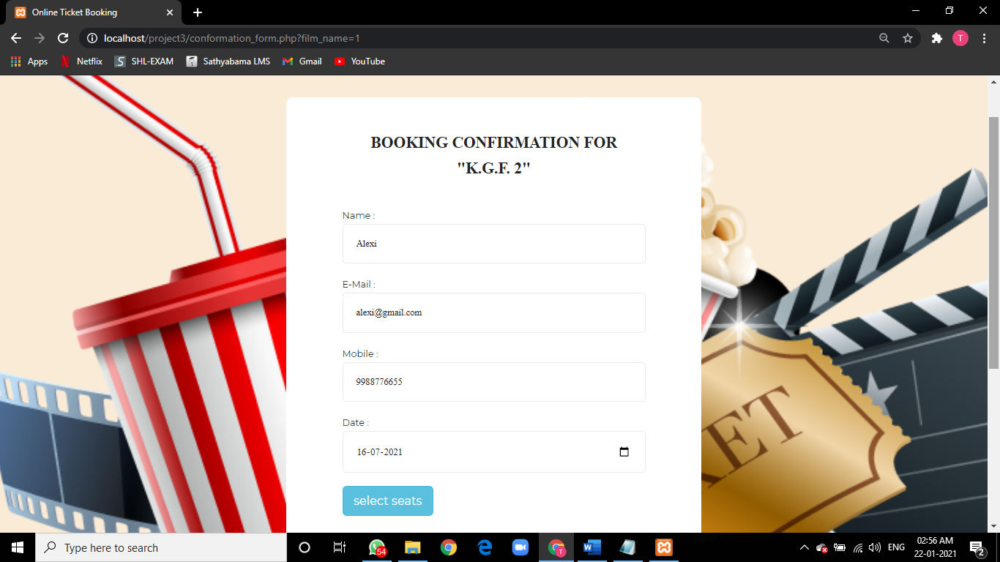 Online Ticket Booking
localhost/project3/conformation_form.php?film_name=1
T
Apps Netflix S SHL-EXAM Sathyabama LMS Gmail YouTube
BOOKING CONFIRMATION FOR
"K.G.F. 2"
Name :
Alexi
E-Mail :
alexi@gmail.com
Mobile :
9988776655
Date :
16-07-2021
select seats
KET
Type here to search
54
T
W
ENG
02:56 AM
22-01-2021
2